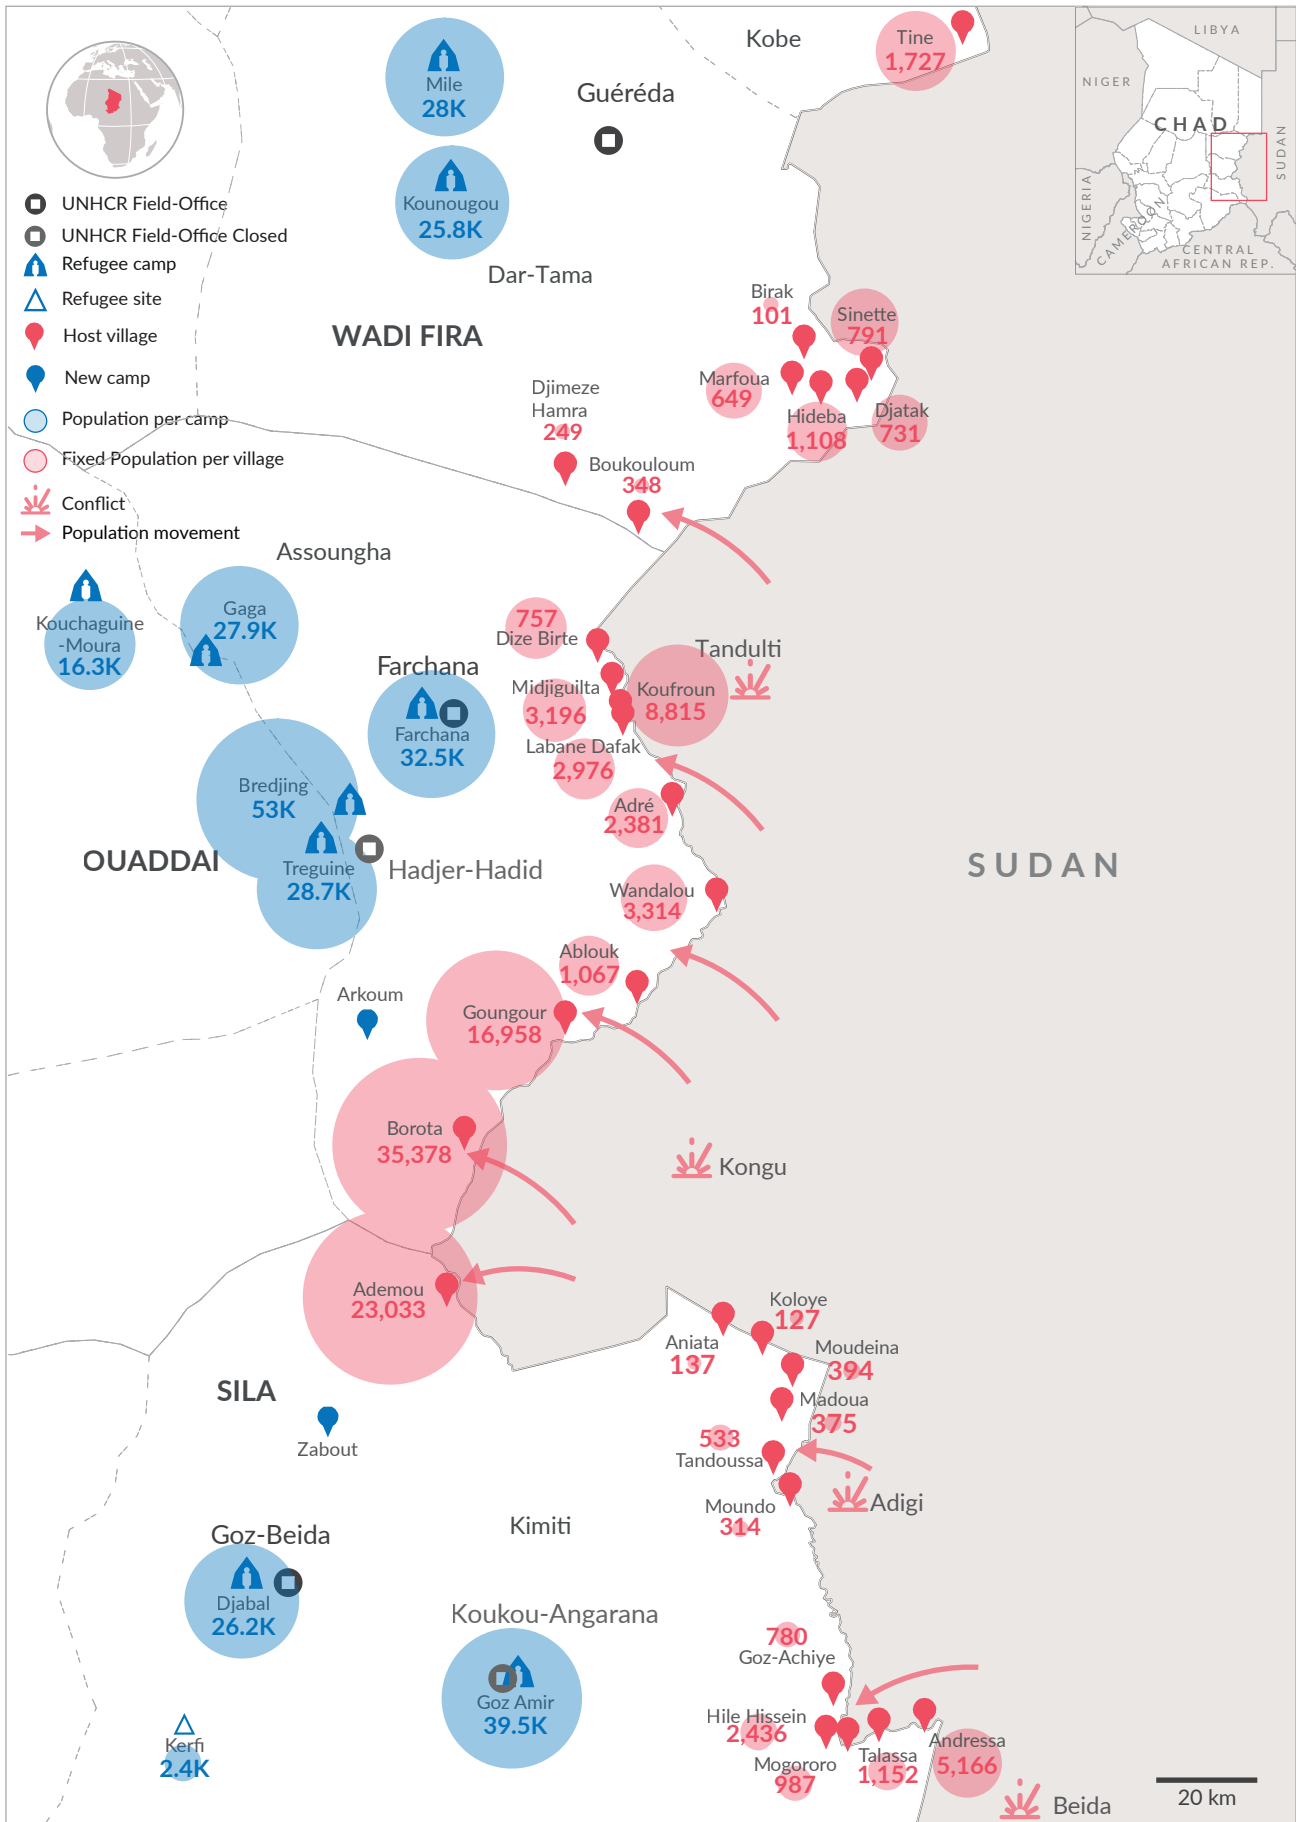 Kobe
Tine
1,727
LIBYA
NIGER
CHAD
SUDAN
NIGERIA
CAMEROON
CENTRAL
AFRICAN REP.
Mile
28K
Guéréda
Kounougou
25.8K
UNHCR Field-Office
UNHCR Field-Office Closed
Refugee camp
Refugee site
Host village
New camp
Population per camp
Fixed Population per village
Conflict
Population movement
Dar-Tama
WADI FIRA
Birak
101
Sinette
791
Marfoua
649
Hideba
1,108
Djatak
731
Djimeze
Hamra
249
Boukouloum
348
Assoungha
Kouchaguine
-Moura
16.3K
Gaga
27.9K
Farchana
Farchana
32.5K
757
Dize Birte
Midjiguilta
3,196
Tandulti
Koufroun
8,815
Labane Dafak
2,976
Adré
2,381
Bredjing
53K
Treguine
28.7K
OUADDAI
Hadjer-Hadid
SUDAN
Wandalou
3,314
Ablouk
1,067
Arkoum
Goungour
16,958
Borota
35,378
Kongu
Ademou
23,033
Koloye
127
Aniata
137
Moudeina
394
Madoua
375
SILA
Zabout
533
Tandoussa
Moundo
314
Adigi
Kimiti
Goz-Beida
Djabal
26.2K
Koukou-Angarana
Goz Amir
39.5K
780
Goz-Achiye
Hile Hissein
2,436
Mogororo
987
Talassa
1,152
Andressa
5,166
Kerfi
2.4K
Beida
20 km